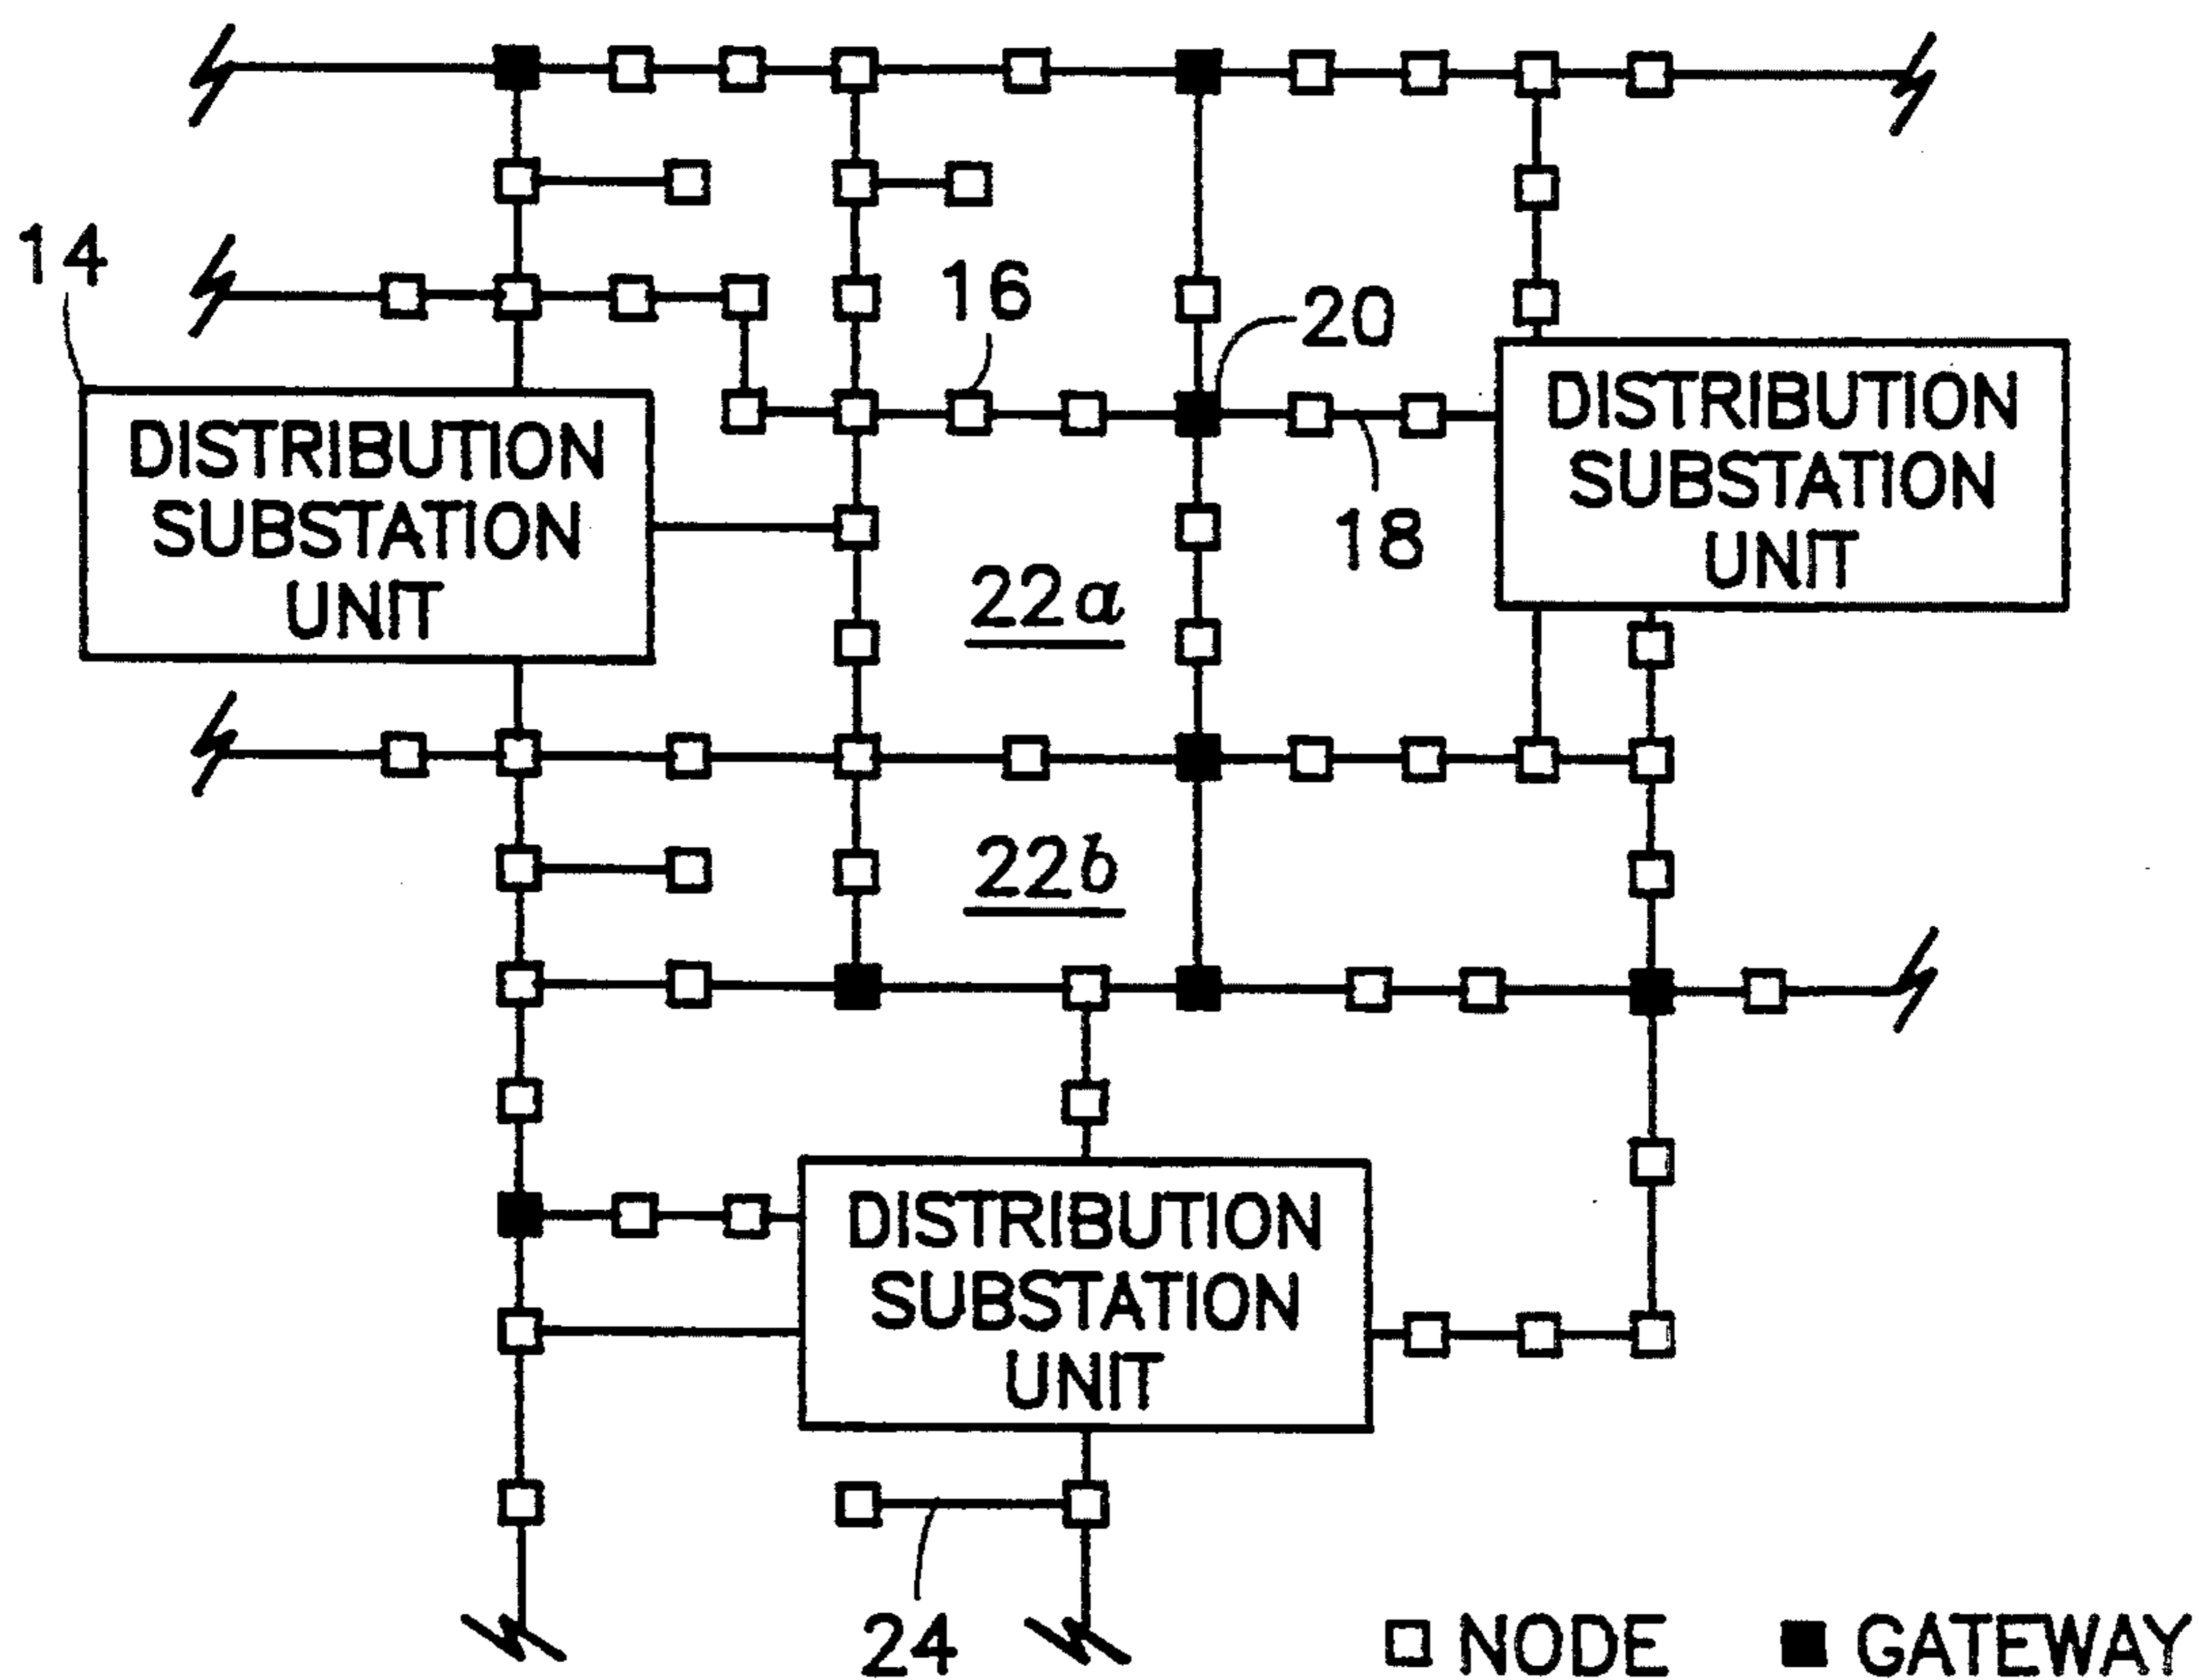 14
16
20
DISTRIBUTION
SUBSTATION
UNIT
DISTRIBUTION
SUBSTATION
UNIT
18
22a
22b
DISTRIBUTION
SUBSTATION
UNIT
24
NODE
GATEWAY